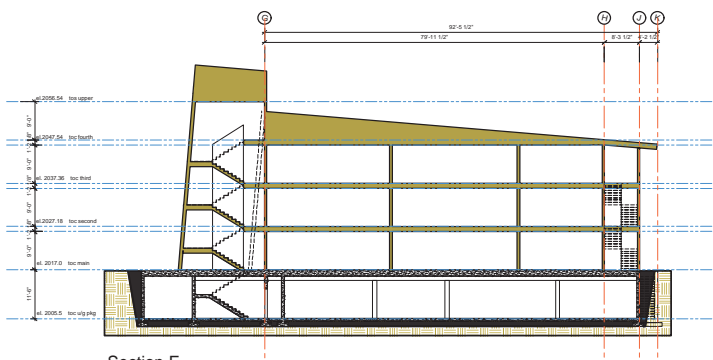 G H J K
92'-5 1/2"
79'-11 1/2" 8'-3 1/2" 4'-2 1/2"
el.2056.54 tos upper
9'-0"
el.2047.54 toc fourth
9'-0"
el. 2037.36 toc third
9'-0"
el.2027.18 toc second
9'-0"
el. 2017.0 toc main
11'-6"
el. 2005.5 toc u/g pkg